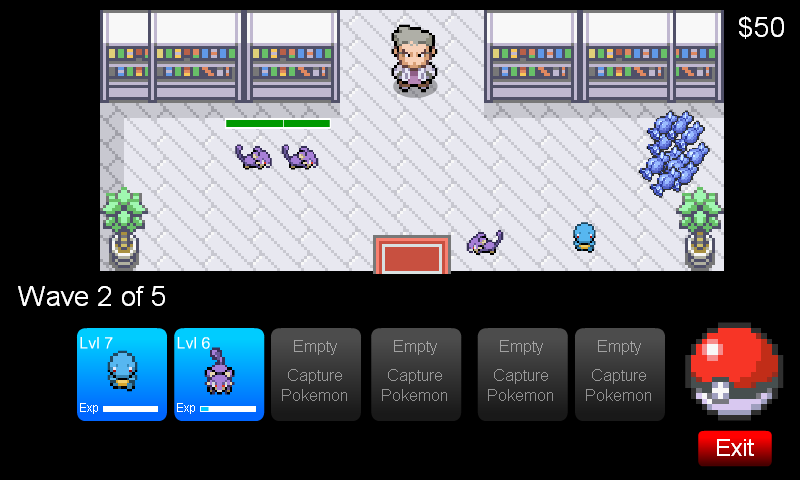 $50
Wave 2 of 5
Lvl 7
Exp
Lvl 6
Exp
Empty
Capture
Pokemon
Empty
Capture
Pokemon
Empty
Capture
Pokemon
Empty
Capture
Pokemon
Exit